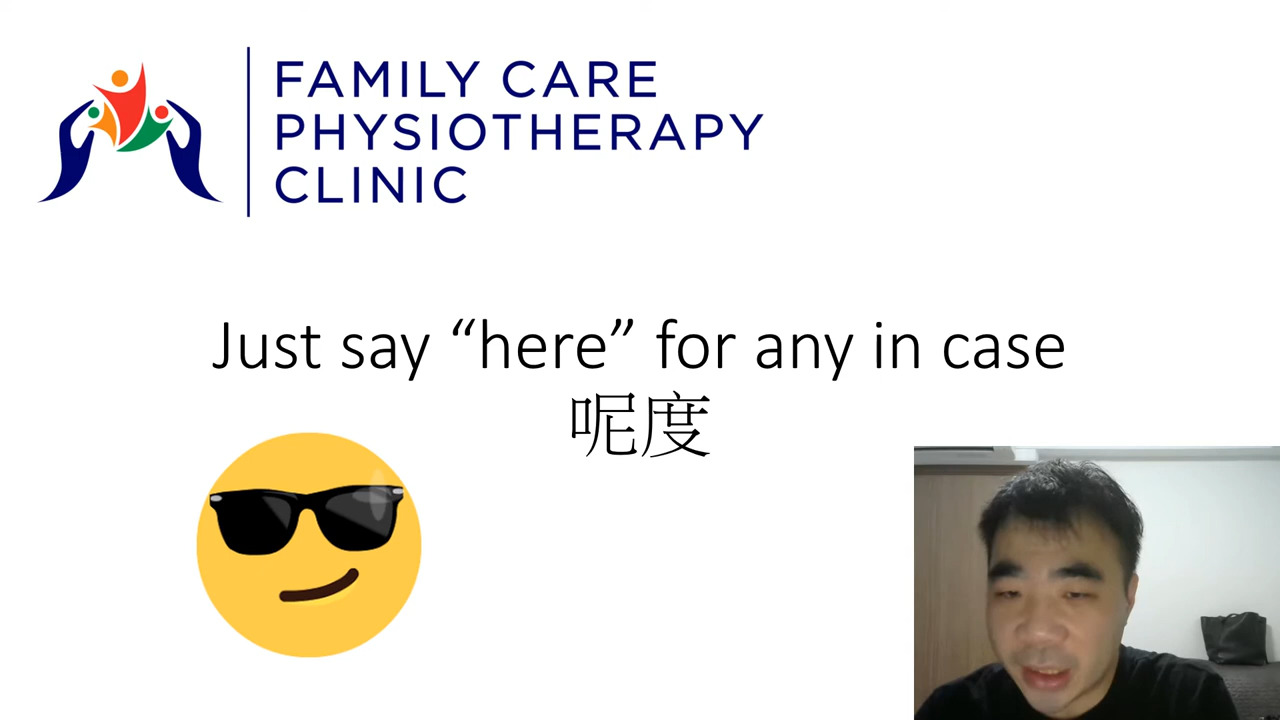 FAMILY CARE
PHYSIOTHERAPY
CLINIC
Just say “here” for any in case
呢度